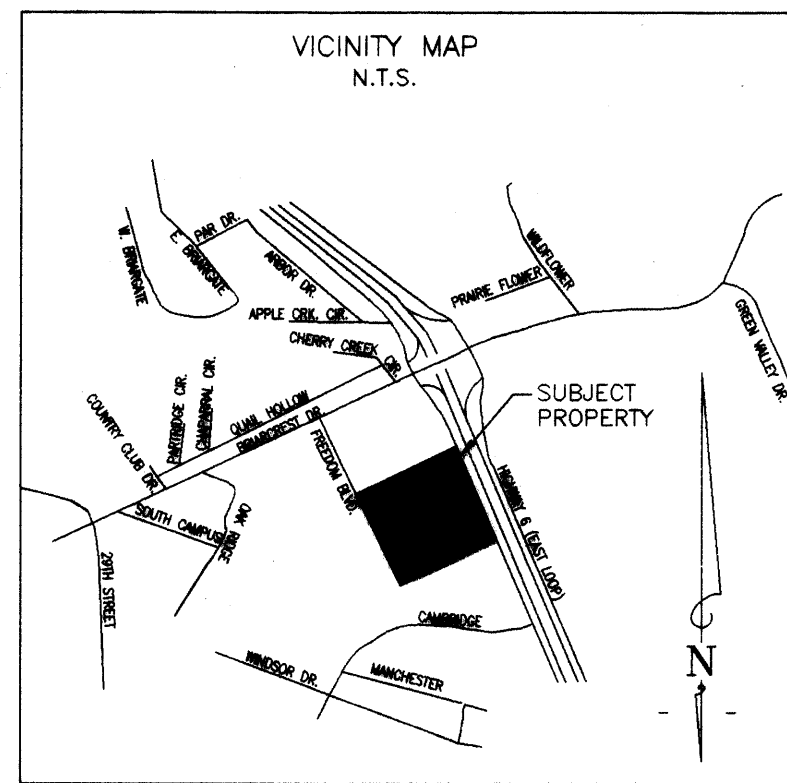 VICINITY MAP
N.T.S.
W. BRIARGATE
E. BRIARGATE
PAR DR.
ARBOR DR.
APPLE CRK. CIR.
CHERRY CREEK CIR.
WILDFLOWER
PRAIRIE FLOWER
GREEN VALLEY DR.
COUNTRY CLUB DR.
PARTRIDGE CIR.
CHAPARRAL CIR.
QUAIL HOLLOW
BRIARCREST DR.
FREEDOM BLVD.
SUBJECT
PROPERTY
HIGHWAY 6 (EAST LOOP)
SOUTH CAMPUS
OAK RIDGE
29TH STREET
CAMBRIDGE
WINDSOR DR.
MANCHESTER
N